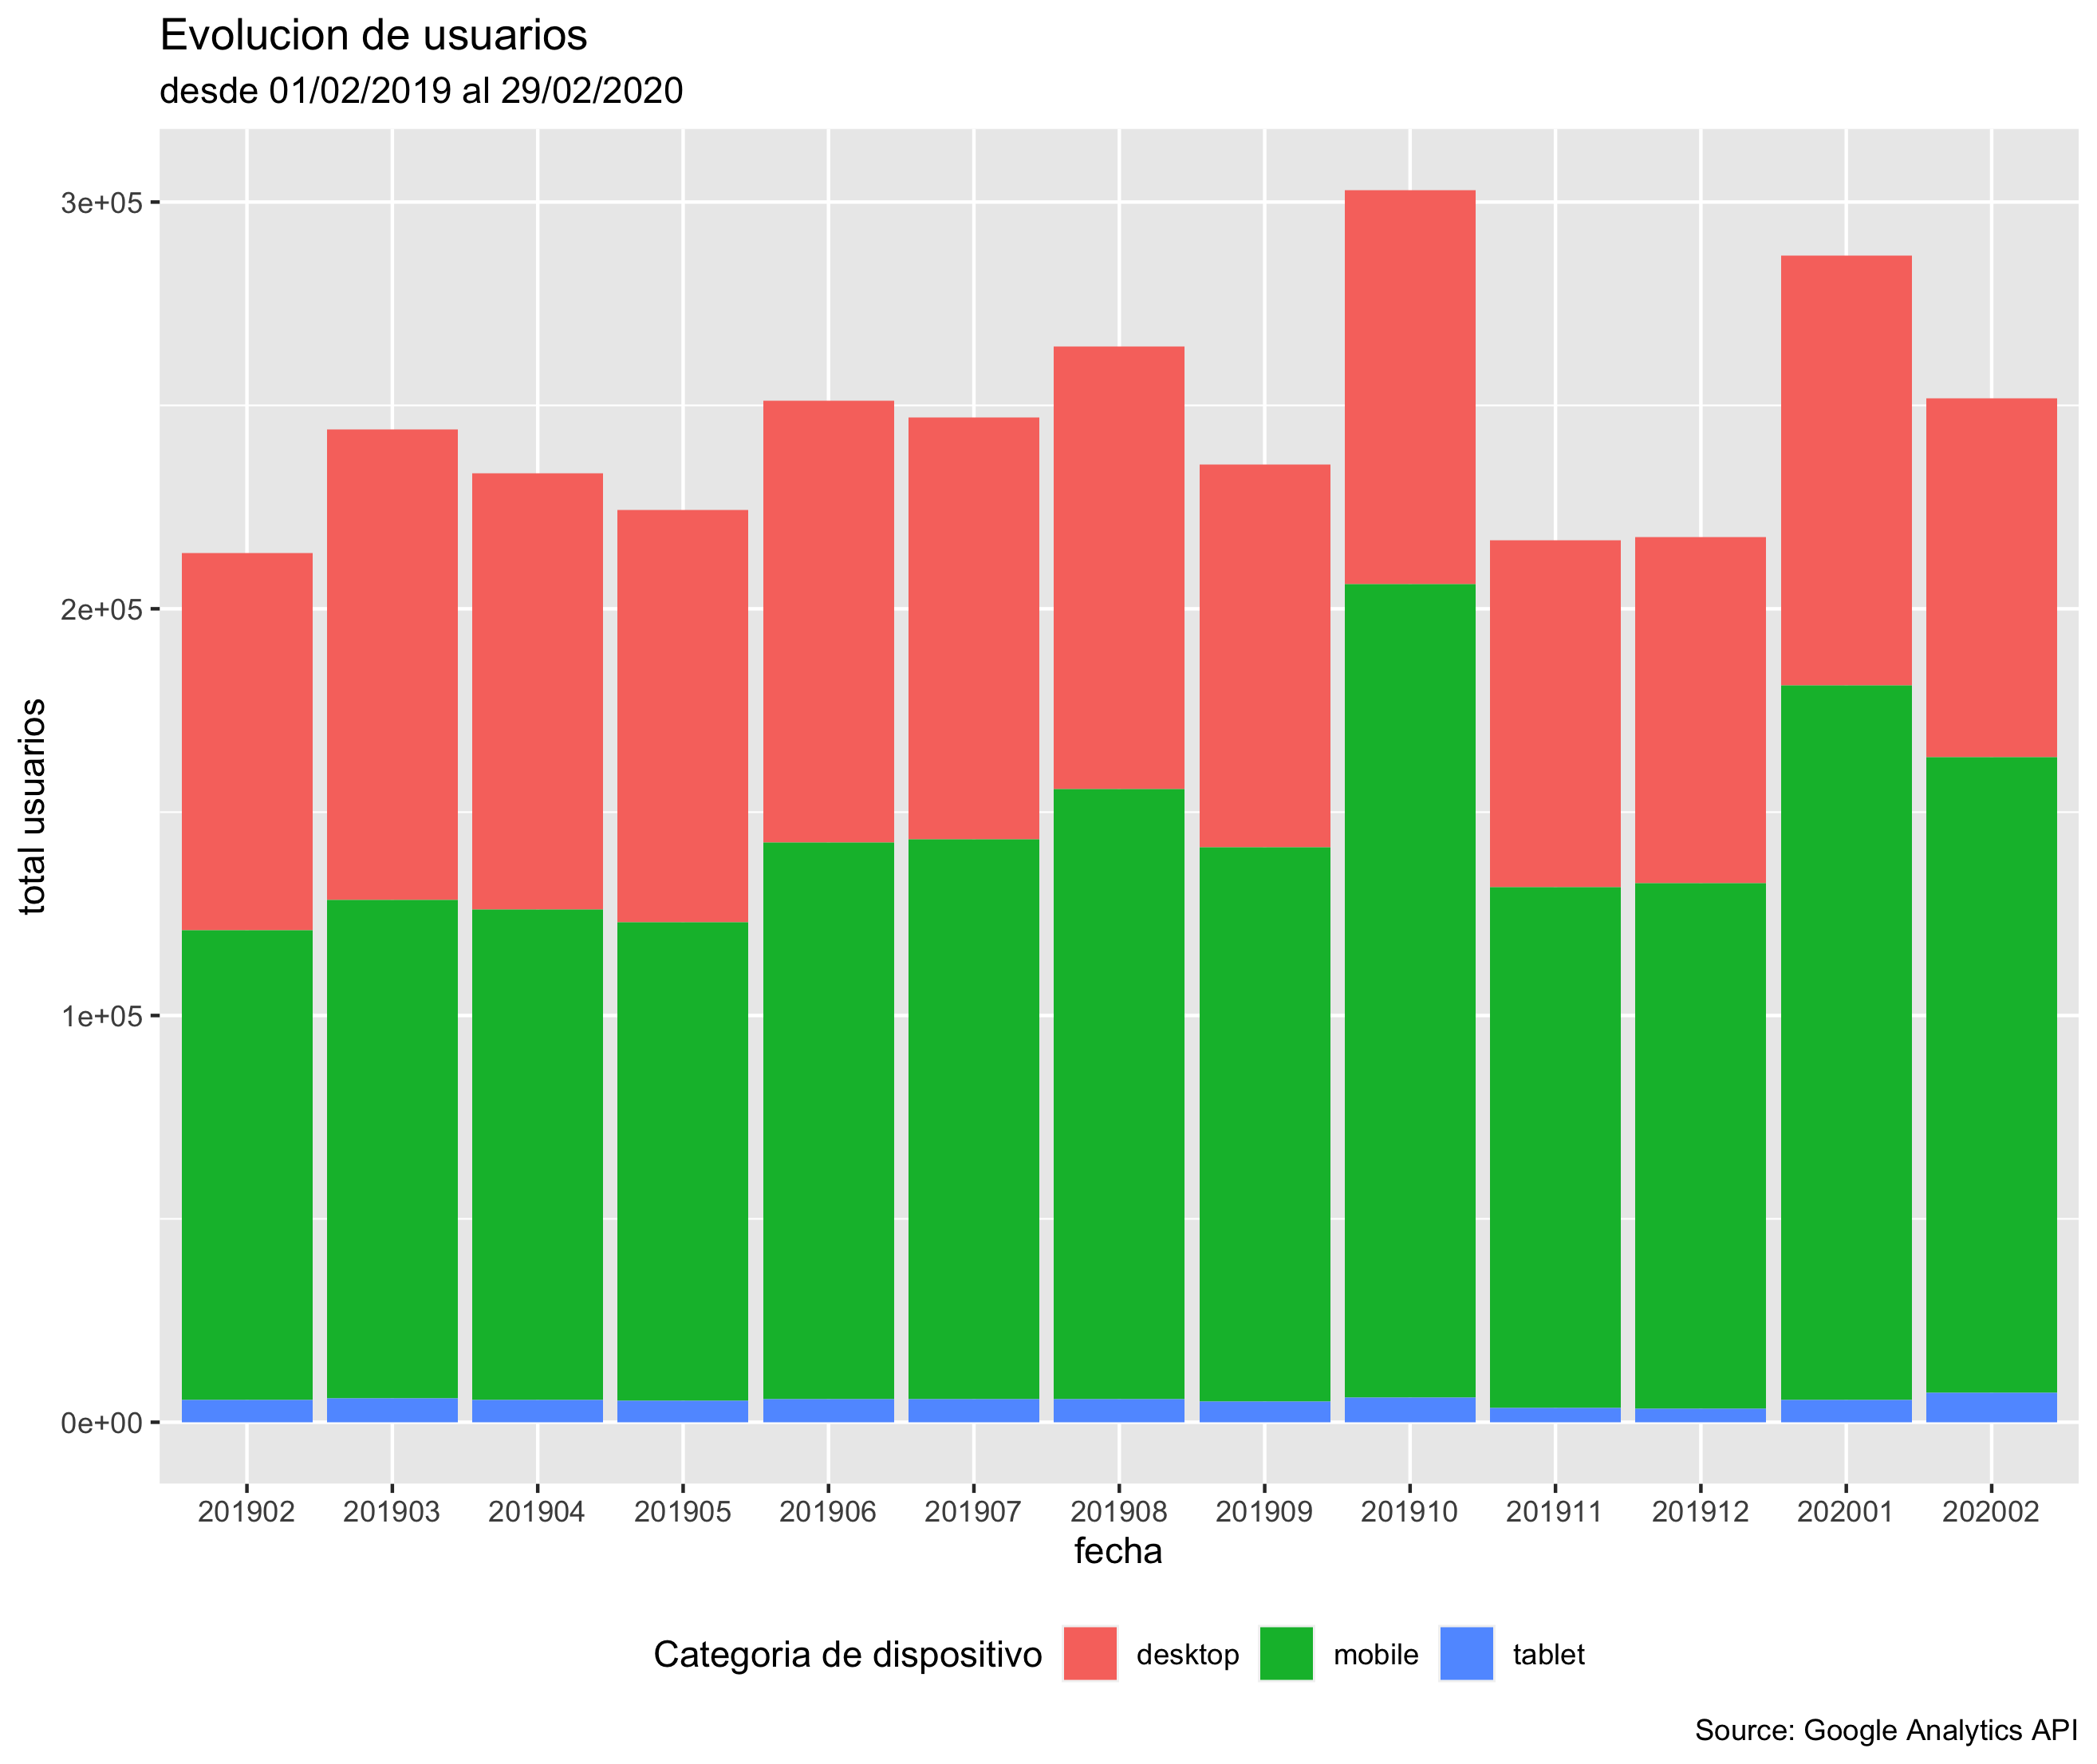 Evolucion de usuarios
desde 01/02/2019 al 29/02/2020
total usuarios
3e+05
2e+05
1e+05
0e+00
201902 201903 201904 201905 201906 201907 201908 201909 201910 201911 201912 202001 202002
fecha
Categoria de dispositivo desktop mobile tablet
Source: Google Analytics API